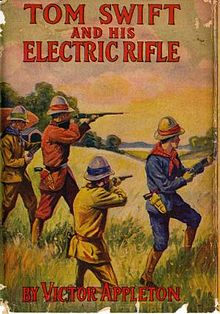 TOM SWIFT
AND HIS
ELECTRIC RIFLE
BY VICTOR APPLETON